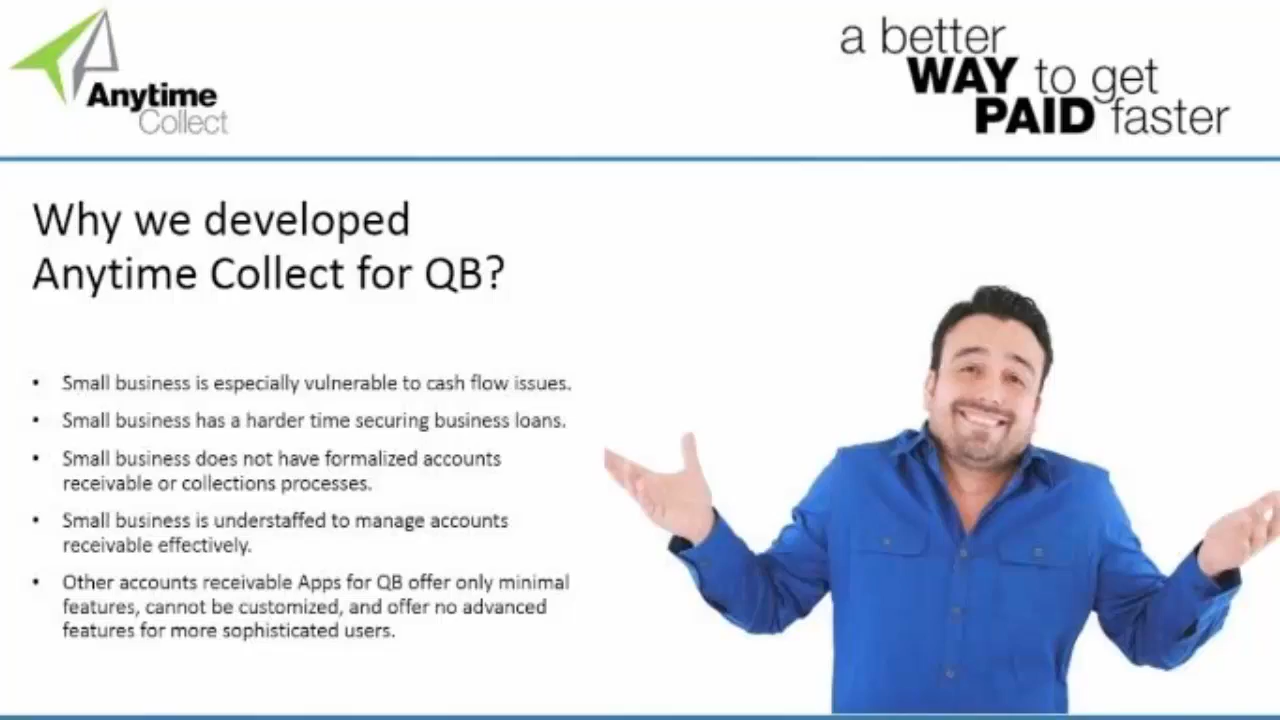 Anytime
Collect
a better
WAY to get
PAID faster
Why we developed
Anytime Collect for QB?
• Small business is especially vulnerable to cash flow issues.
• Small business has a harder time securing business loans.
• Small business does not have formalized accounts
receivable or collections processes.
• Small business is understaffed to manage accounts
receivable effectively.
• Other accounts receivable Apps for QB offer only minimal
features, cannot be customized, and offer no advanced
features for more sophisticated users.